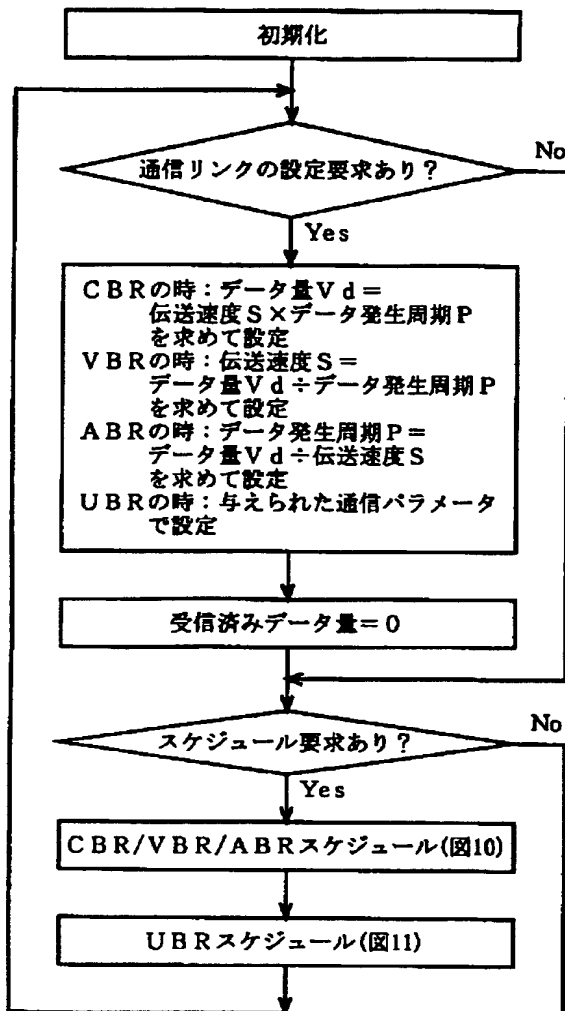 初期化
通信リンクの設定要求あり？
No
Yes
ＣＢＲの時：データ量Ｖｄ＝
伝送速度Ｓ×データ発生周期Ｐ
を求めて設定
ＶＢＲの時：伝送速度Ｓ＝
データ量Ｖｄ÷データ発生周期Ｐ
を求めて設定
ＡＢＲの時：データ発生周期Ｐ＝
データ量Ｖｄ÷伝送速度Ｓ
を求めて設定
ＵＢＲの時：与えられた通信パラメータ
で設定
受信済みデータ量＝０
スケジュール要求あり？
No
Yes
ＣＢＲ/ＶＢＲ/ＡＢＲスケジュール(図10)
ＵＢＲスケジュール(図11)